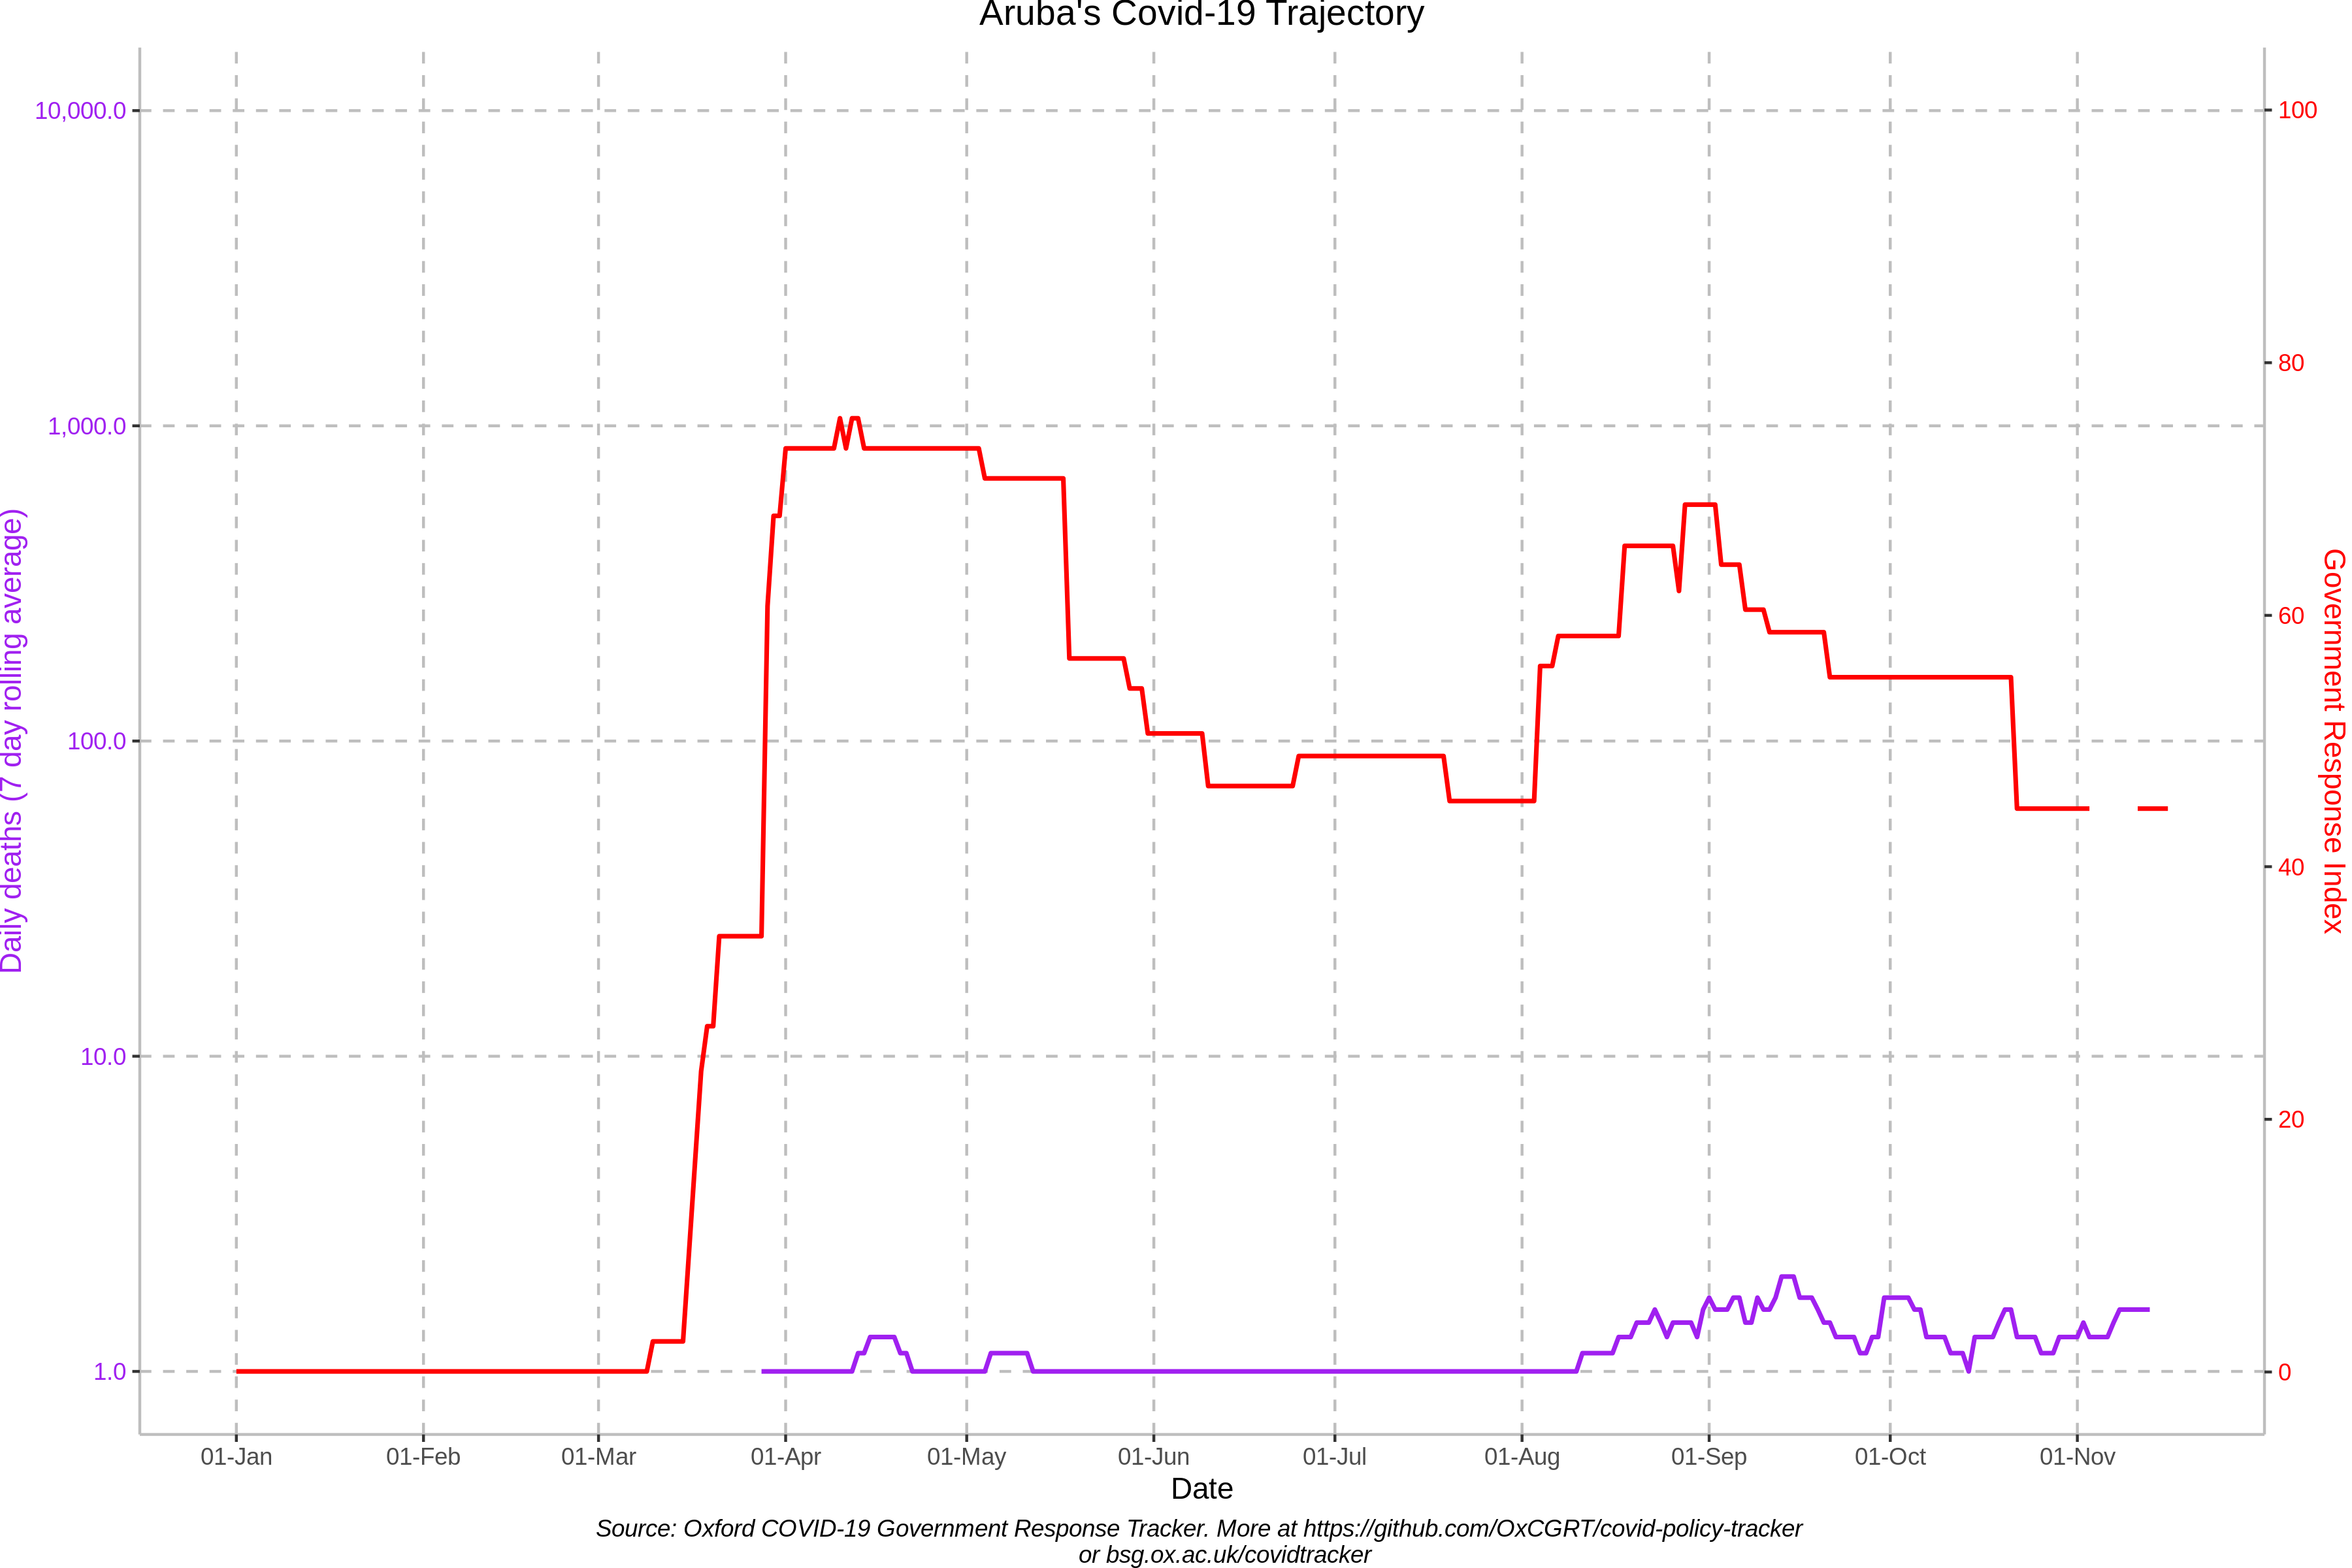 Aruba's Covid-19 Trajectory
Daily deaths (7 day rolling average)
10,000.0
1,000.0
100.0
10.0
1.0
100
80
60
40
20
0
Government Response Index
01-Jan
01-Feb
01-Mar
01-Apr
01-May
01-Jun
01-Jul
01-Aug
01-Sep
01-Oct
01-Nov
Date
Source: Oxford COVID-19 Government Response Tracker. More at https://github.com/OxCGRT/covid-policy-tracker
or bsg.ox.ac.uk/covidtracker